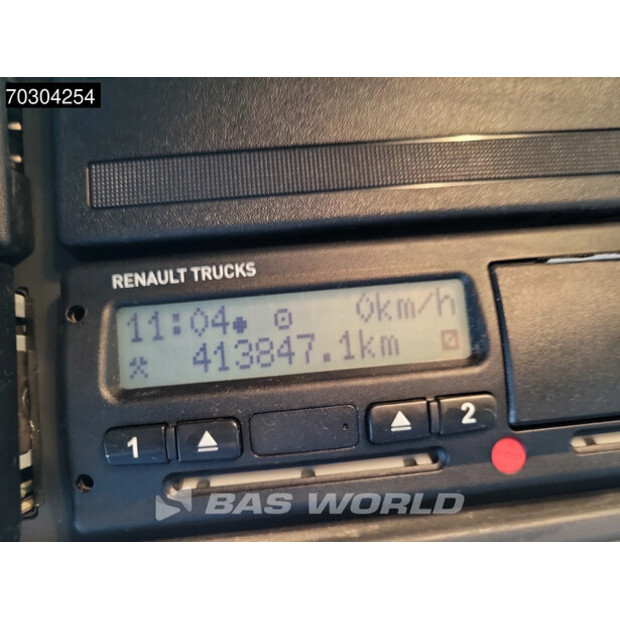 70304254
RENAULT TRUCKS
11:04 0km/h
413847.1km
1 2
BAS WORLD